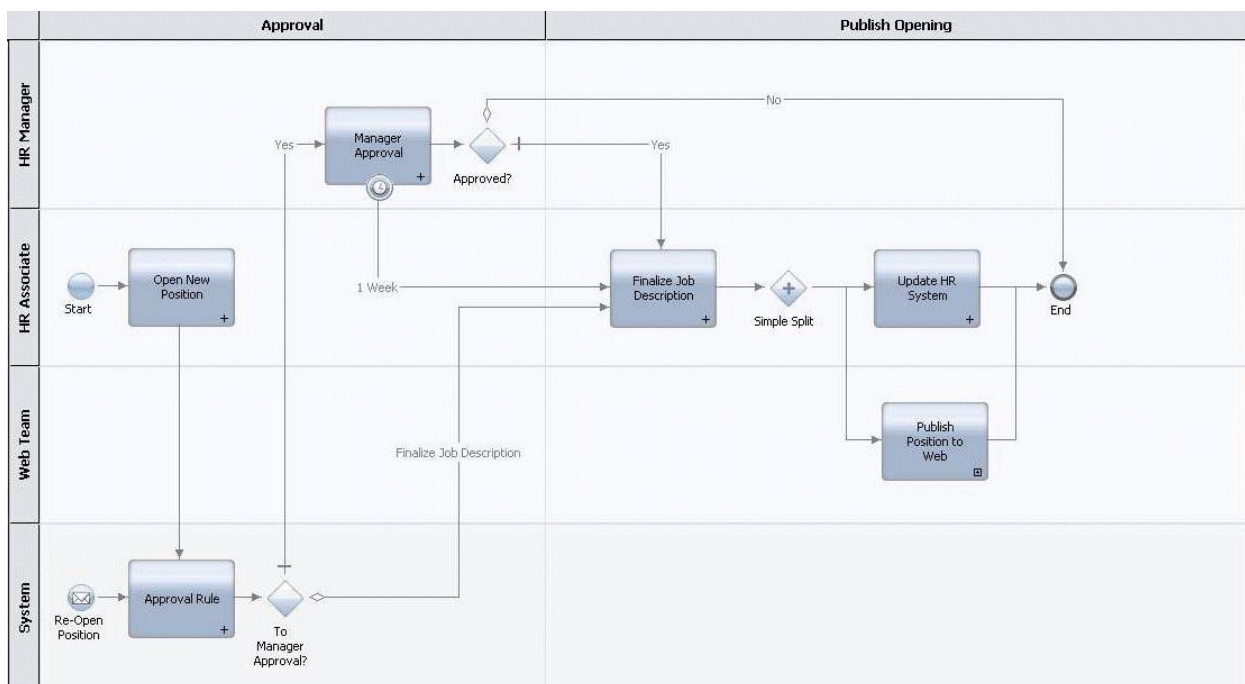 Approval
Publish Opening
HR Manager
Manager
Approval
Approved?
Yes
No
Yes
HR Associate
Start
Open New
Position
1 Week
Finalize Job
Description
Simple Split
Update HR
System
End
Web Team
Finalize Job Description
Publish
Position to
Web
System
Re-Open
Position
Approval Rule
To
Manager
Approval?